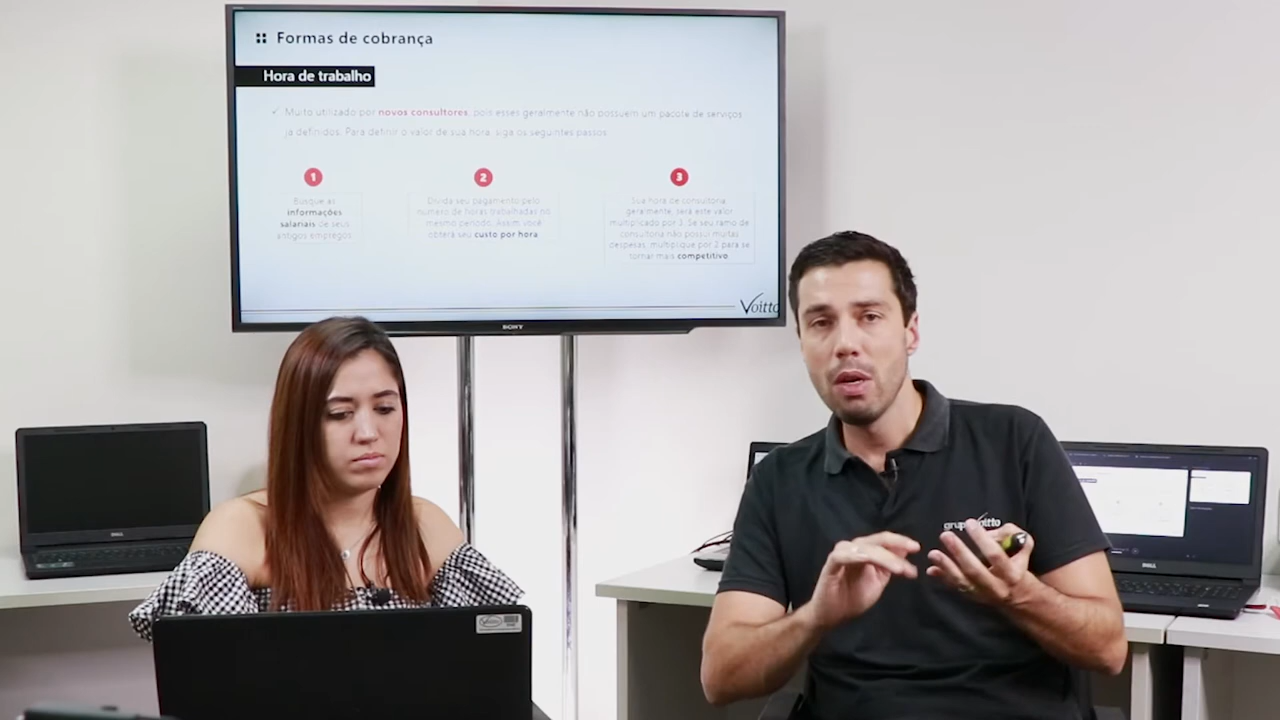 Formas de cobrança
Hora de trabalho
✓ Muito utilizado por novos consultores, pois esses geralmente não possuem um pacote de serviços
já definidos. Para definir o valor de sua hora, siga os seguintes passos:
1
Busque as
informações
salariais de seus
antigos empregos
2
Divida seu pagamento pelo
número de horas trabalhadas no
mesmo período. Assim você
obterá seu custo por hora
3
Sua hora de consultoria
geralmente, será este valor
multiplicado por 3. Se seu ramo de
consultoria não possui muitas
despesas, multiplique por 2 para se
tornar mais competitivo
Voitto
SONY
DELL
grupo Voitto
DELL